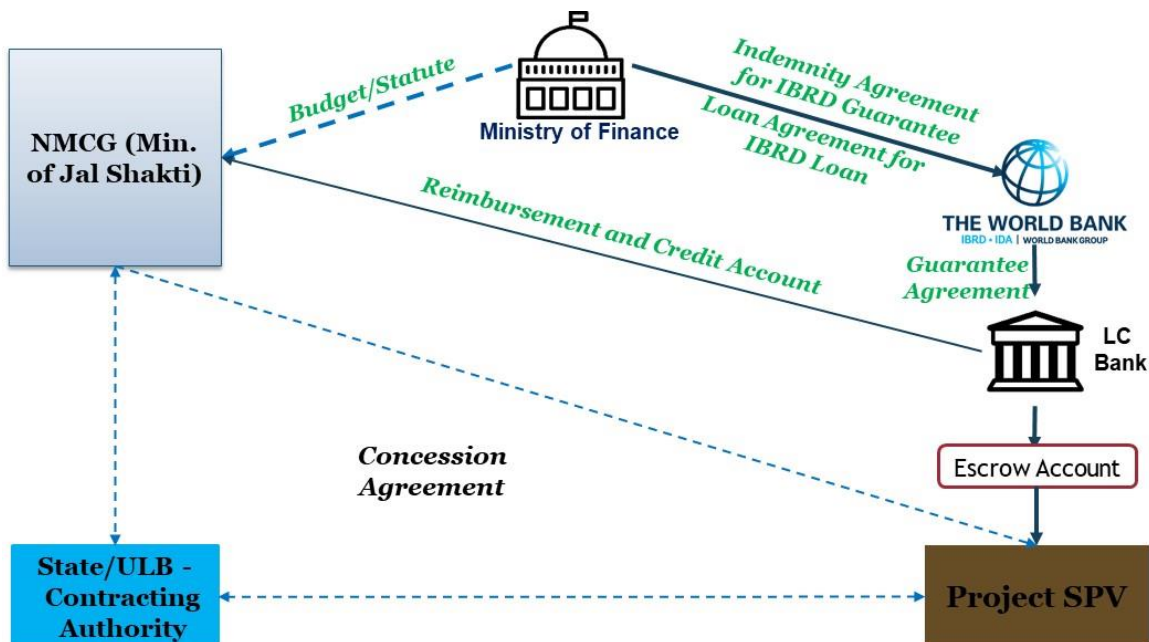 Indemnity Agreement
for IBRD Guarantee
Loan Agreement for
IBRD Loan
Budget/Statute
Ministry of Finance
NMCG (Min.
of Jal Shakti)
Reimbursement and Credit Account
THE WORLD BANK
IBRD • IDA | WORLD BANK GROUP
Guarantee
Agreement
LC
Bank
Concession
Agreement
Escrow Account
State/ULB -
Contracting
Authority
Project SPV